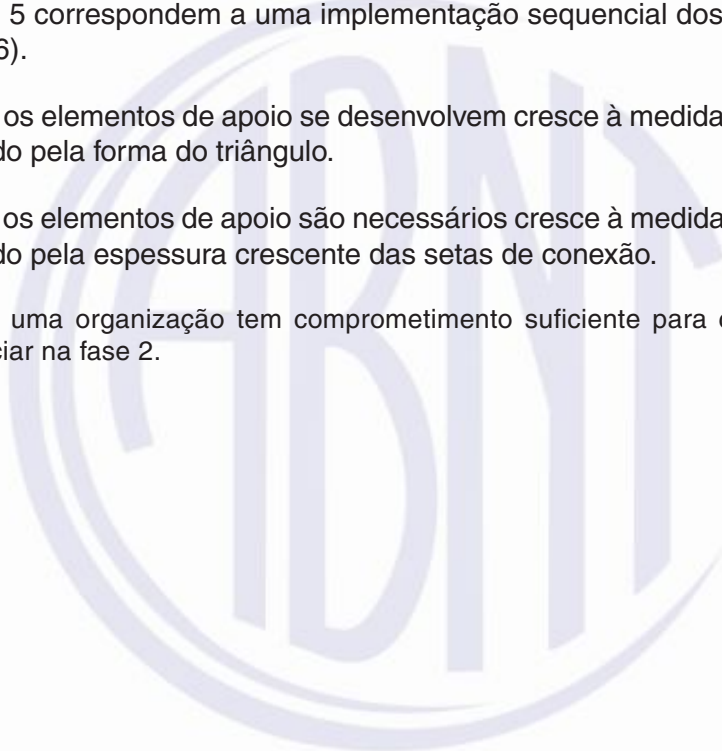 5 correspondem a uma implementação sequencial dos
6).
os elementos de apoio se desenvolvem cresce à medida
do pela forma do triângulo.
os elementos de apoio são necessários cresce à medida
do pela espessura crescente das setas de conexão.
uma organização tem comprometimento suficiente para
ciar na fase 2.
ABNT